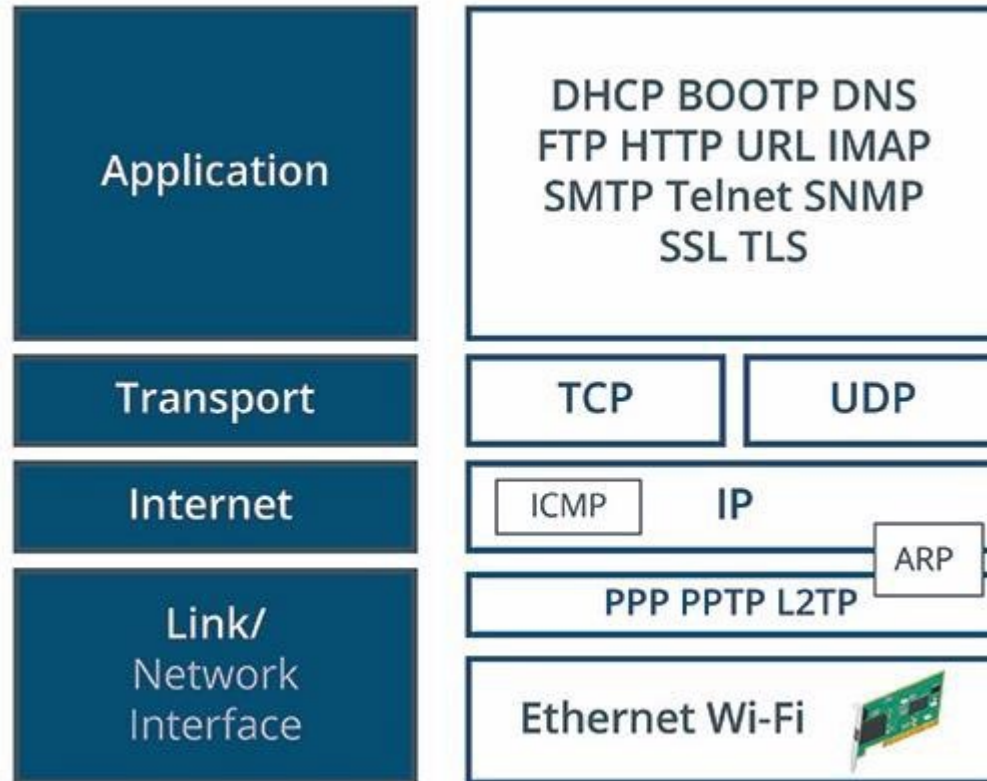 Application
DHCP BOOTP DNS
FTP HTTP URL IMAP
SMTP Telnet SNMP
SSL TLS
Transport
TCP
UDP
Internet
ICMP
IP
ARP
Link/
Network
Interface
PPP PPTP L2TP
Ethernet Wi-Fi